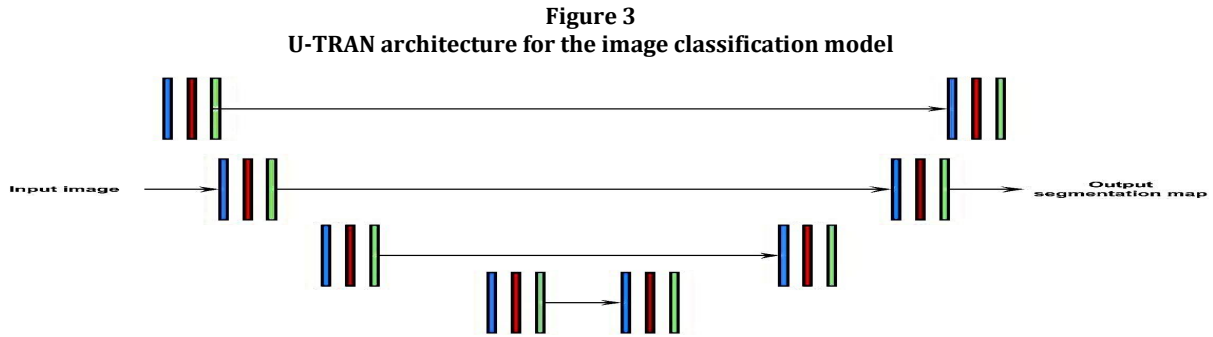 Figure 3
U-TRAN architecture for the image classification model
Input image
Output
segmentation map